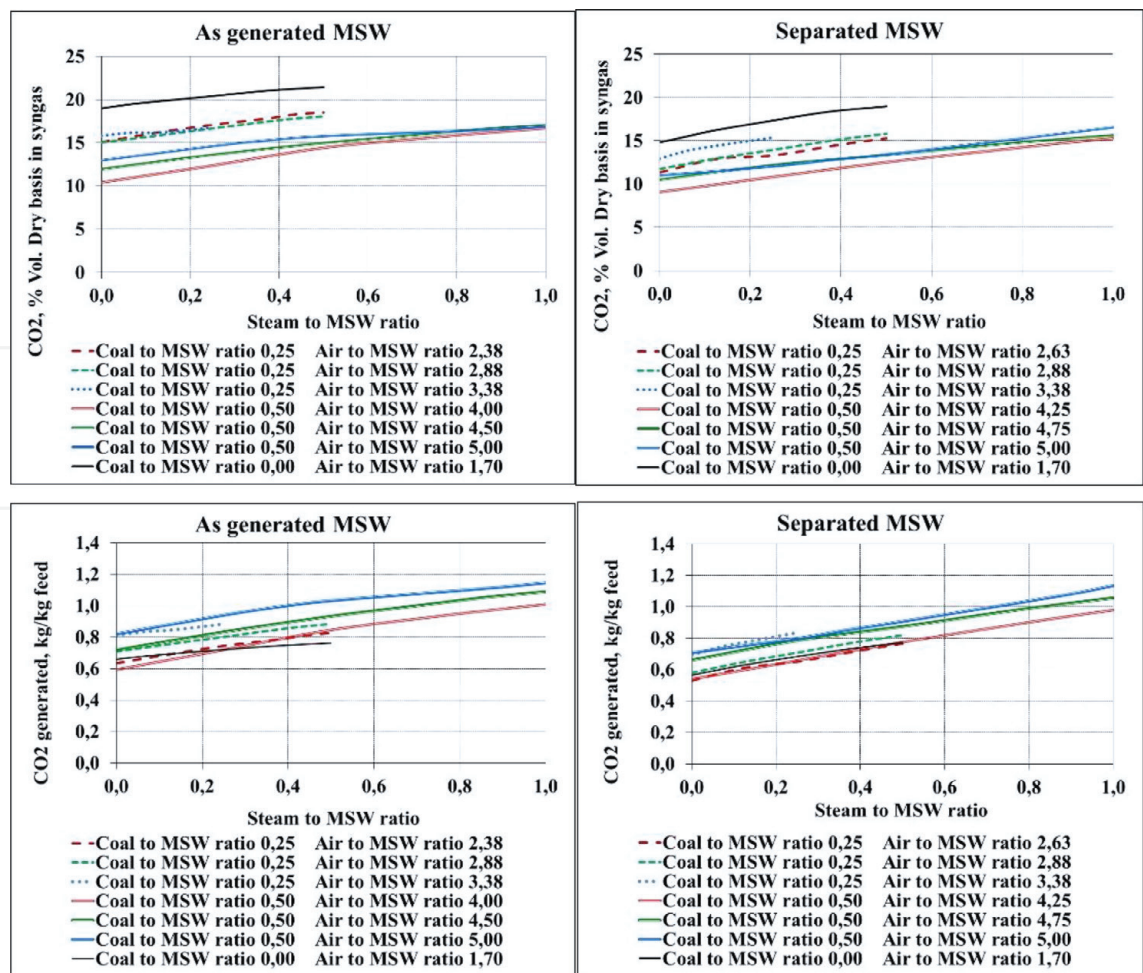 As generated MSW
CO2, % Vol. Dry basis in syngas
25
20
15
10
5
0
0,0 0,2 0,4 0,6 0,8 1,0
Steam to MSW ratio
Coal to MSW ratio 0,25 Air to MSW ratio 2,38
Coal to MSW ratio 0,25 Air to MSW ratio 2,88
Coal to MSW ratio 0,25 Air to MSW ratio 3,38
Coal to MSW ratio 0,50 Air to MSW ratio 4,00
Coal to MSW ratio 0,50 Air to MSW ratio 4,50
Coal to MSW ratio 0,50 Air to MSW ratio 5,00
Coal to MSW ratio 0,00 Air to MSW ratio 1,70
Separated MSW
CO2, % Vol. Dry basis in syngas
25
20
15
10
5
0
0,0 0,2 0,4 0,6 0,8 1,0
Steam to MSW ratio
Coal to MSW ratio 0,25 Air to MSW ratio 2,63
Coal to MSW ratio 0,25 Air to MSW ratio 2,88
Coal to MSW ratio 0,25 Air to MSW ratio 3,38
Coal to MSW ratio 0,50 Air to MSW ratio 4,25
Coal to MSW ratio 0,50 Air to MSW ratio 4,75
Coal to MSW ratio 0,50 Air to MSW ratio 5,00
Coal to MSW ratio 0,00 Air to MSW ratio 1,70
As generated MSW
CO2 generated, kg/kg feed
1,4
1,2
1,0
0,8
0,6
0,4
0,2
0,0
0,0 0,2 0,4 0,6 0,8 1,0
Steam to MSW ratio
Coal to MSW ratio 0,25 Air to MSW ratio 2,38
Coal to MSW ratio 0,25 Air to MSW ratio 2,88
Coal to MSW ratio 0,25 Air to MSW ratio 3,38
Coal to MSW ratio 0,50 Air to MSW ratio 4,00
Coal to MSW ratio 0,50 Air to MSW ratio 4,50
Coal to MSW ratio 0,50 Air to MSW ratio 5,00
Coal to MSW ratio 0,00 Air to MSW ratio 1,70
Separated MSW
CO2 generated, kg/kg feed
1,4
1,2
1,0
0,8
0,6
0,4
0,2
0,0
0,0 0,2 0,4 0,6 0,8 1,0
Steam to MSW ratio
Coal to MSW ratio 0,25 Air to MSW ratio 2,63
Coal to MSW ratio 0,25 Air to MSW ratio 2,88
Coal to MSW ratio 0,25 Air to MSW ratio 3,38
Coal to MSW ratio 0,50 Air to MSW ratio 4,25
Coal to MSW ratio 0,50 Air to MSW ratio 4,75
Coal to MSW ratio 0,50 Air to MSW ratio 5,00
Coal to MSW ratio 0,00 Air to MSW ratio 1,70